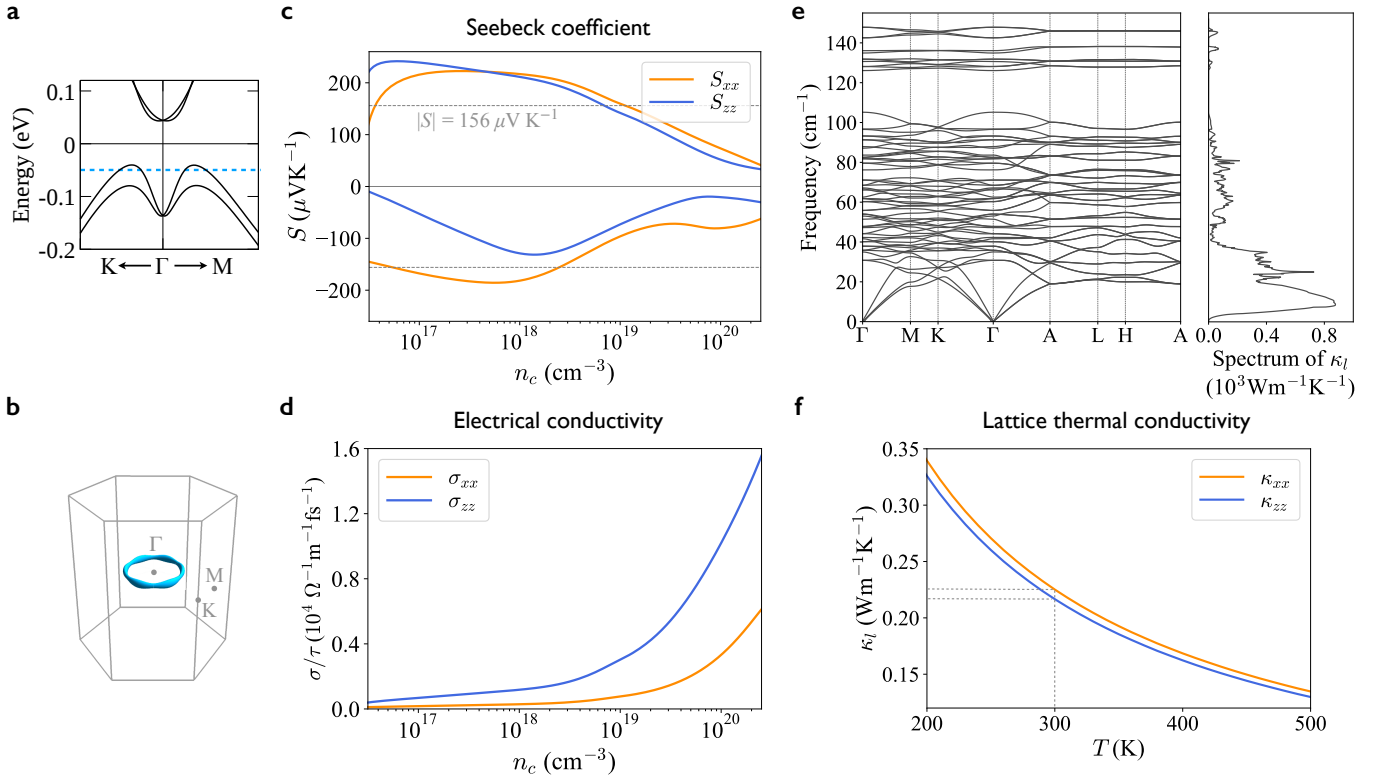 a
0.1
0
-0.1
-0.2
Energy (eV)
K Γ M
b
Γ
M
K
c
Seebeck coefficient
S_xx
S_zz
|S| = 156 μV K⁻¹
200
100
0
−100
−200
S (μVK⁻¹)
10¹⁷ 10¹⁸ 10¹⁹ 10²⁰
n_c (cm⁻³)
d
Electrical conductivity
σ_xx
σ_zz
1.6
1.2
0.8
0.4
0.0
σ/τ (10⁴ Ω⁻¹m⁻¹fs⁻¹)
10¹⁷ 10¹⁸ 10¹⁹ 10²⁰
n_c (cm⁻³)
e
140
120
100
80
60
40
20
0
Frequency (cm⁻¹)
Γ M K Γ A L H A
0.0 0.4 0.8
Spectrum of κ_l
(10³Wm⁻¹K⁻¹)
f
Lattice thermal conductivity
κ_xx
κ_zz
0.35
0.30
0.25
0.20
0.15
κ_l (Wm⁻¹K⁻¹)
200 300 400 500
T (K)